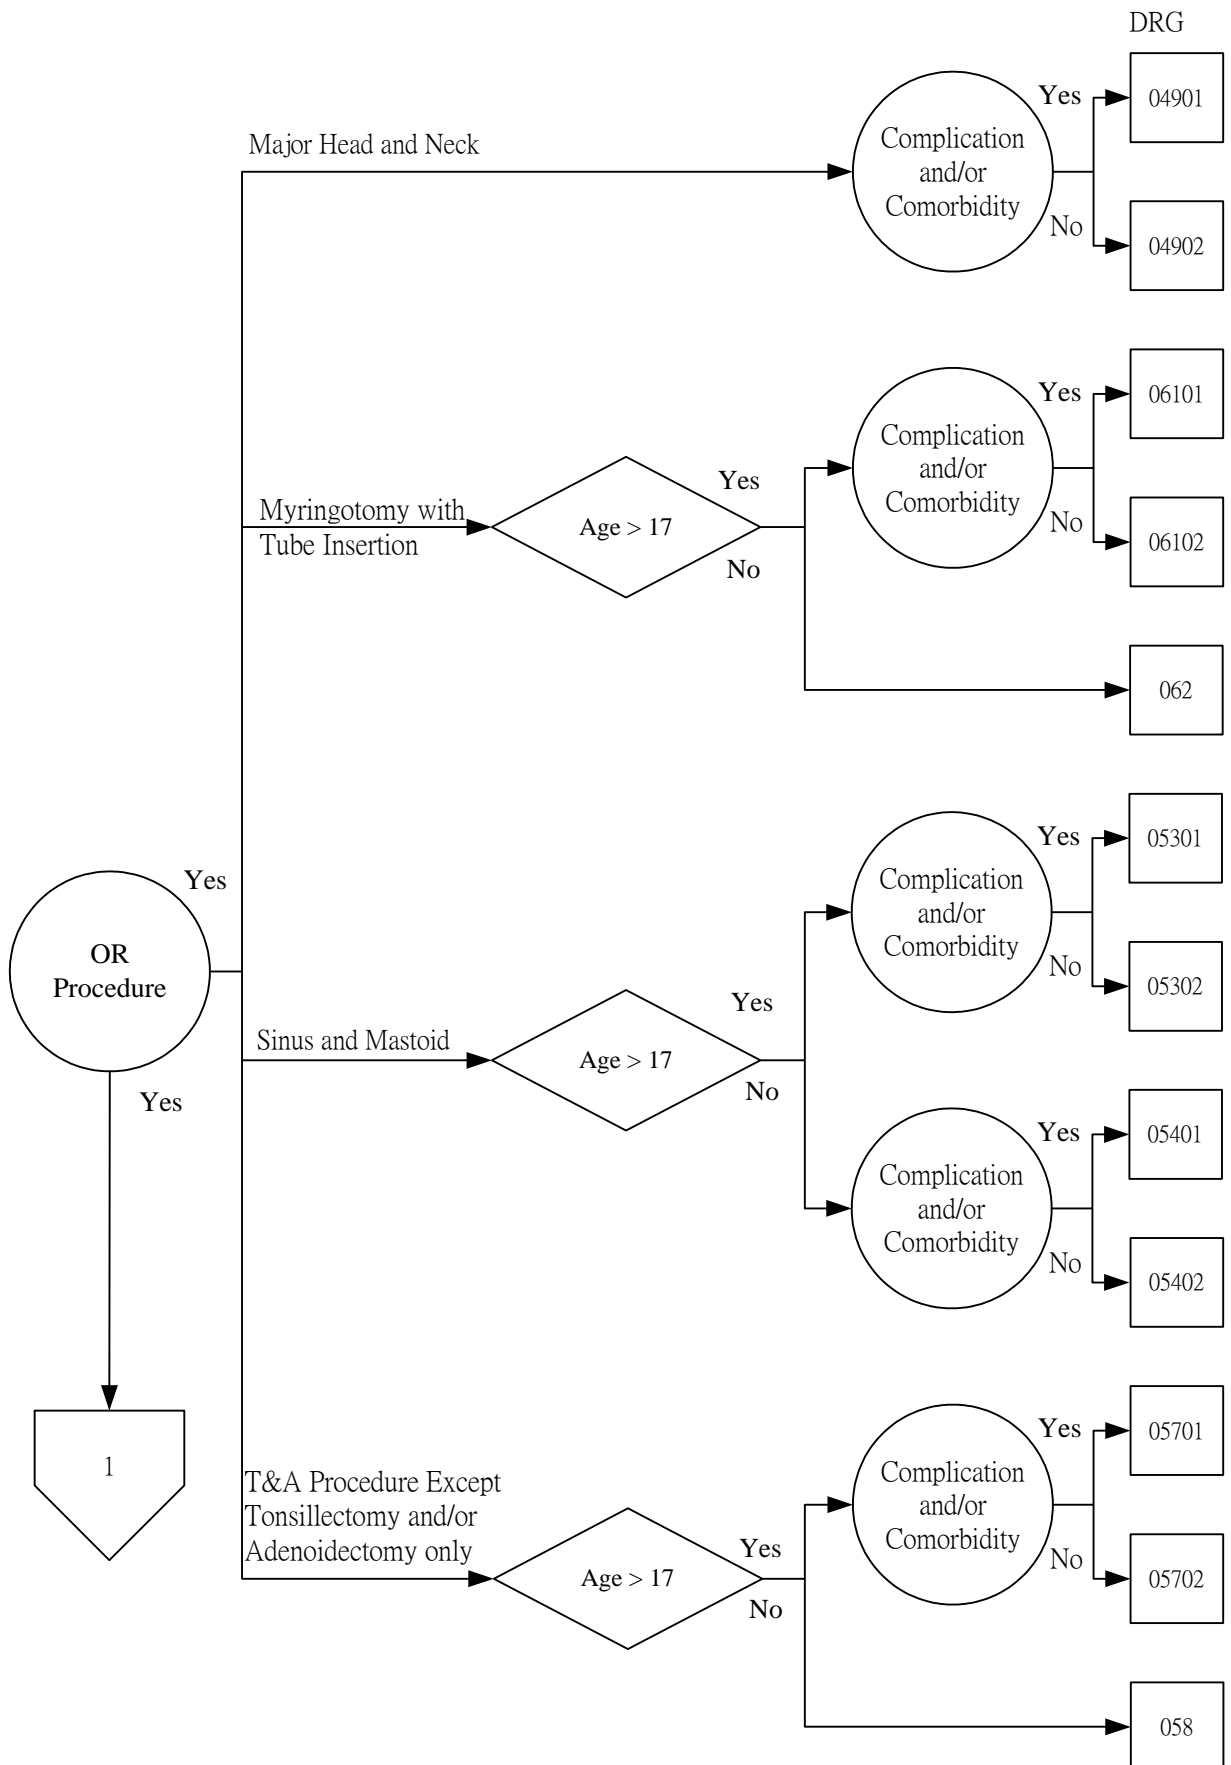 DRG
Yes
04901
Major Head and Neck
Complication
and/or
Comorbidity
No
04902
Yes
06101
Complication
and/or
Comorbidity
Yes
Myringotomy with
Tube Insertion
Age > 17
No
06102
No
062
Yes
05301
Complication
and/or
Comorbidity
Yes
OR
Procedure
No
05302
Yes
Sinus and Mastoid
Age > 17
No
Yes
Yes
05401
Complication
and/or
Comorbidity
No
05402
Yes
05701
1
T&A Procedure Except
Tonsillectomy and/or
Adenoidectomy only
Complication
and/or
Comorbidity
Yes
Age > 17
No
No
05702
058